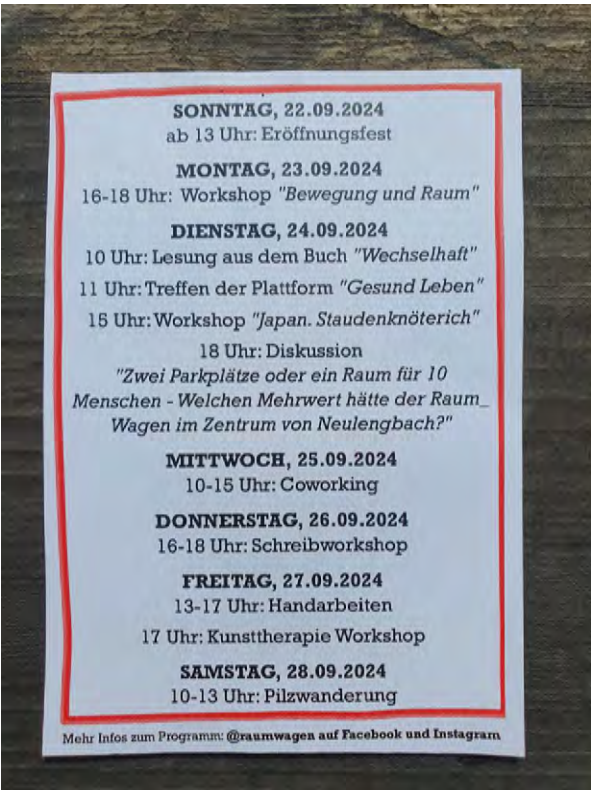 SONNTAG, 22.09.2024
ab 13 Uhr: Eröffnungsfest
MONTAG, 23.09.2024
16-18 Uhr: Workshop "Bewegung und Raum"
DIENSTAG, 24.09.2024
10 Uhr: Lesung aus dem Buch "Wechselhaft"
11 Uhr: Treffen der Plattform "Gesund Leben"
15 Uhr: Workshop "Japan. Staudenknöterich"
18 Uhr: Diskussion
"Zwei Parkplätze oder ein Raum für 10
Menschen - Welchen Mehrwert hätte der Raum_
Wagen im Zentrum von Neulengbach?"
MITTWOCH, 25.09.2024
10-15 Uhr: Coworking
DONNERSTAG, 26.09.2024
16-18 Uhr: Schreibworkshop
FREITAG, 27.09.2024
13-17 Uhr: Handarbeiten
17 Uhr: Kunsttherapie Workshop
SAMSTAG, 28.09.2024
10-13 Uhr: Pilzwanderung
Mehr Infos zum Programm: @raumwagen auf Facebook und Instagram